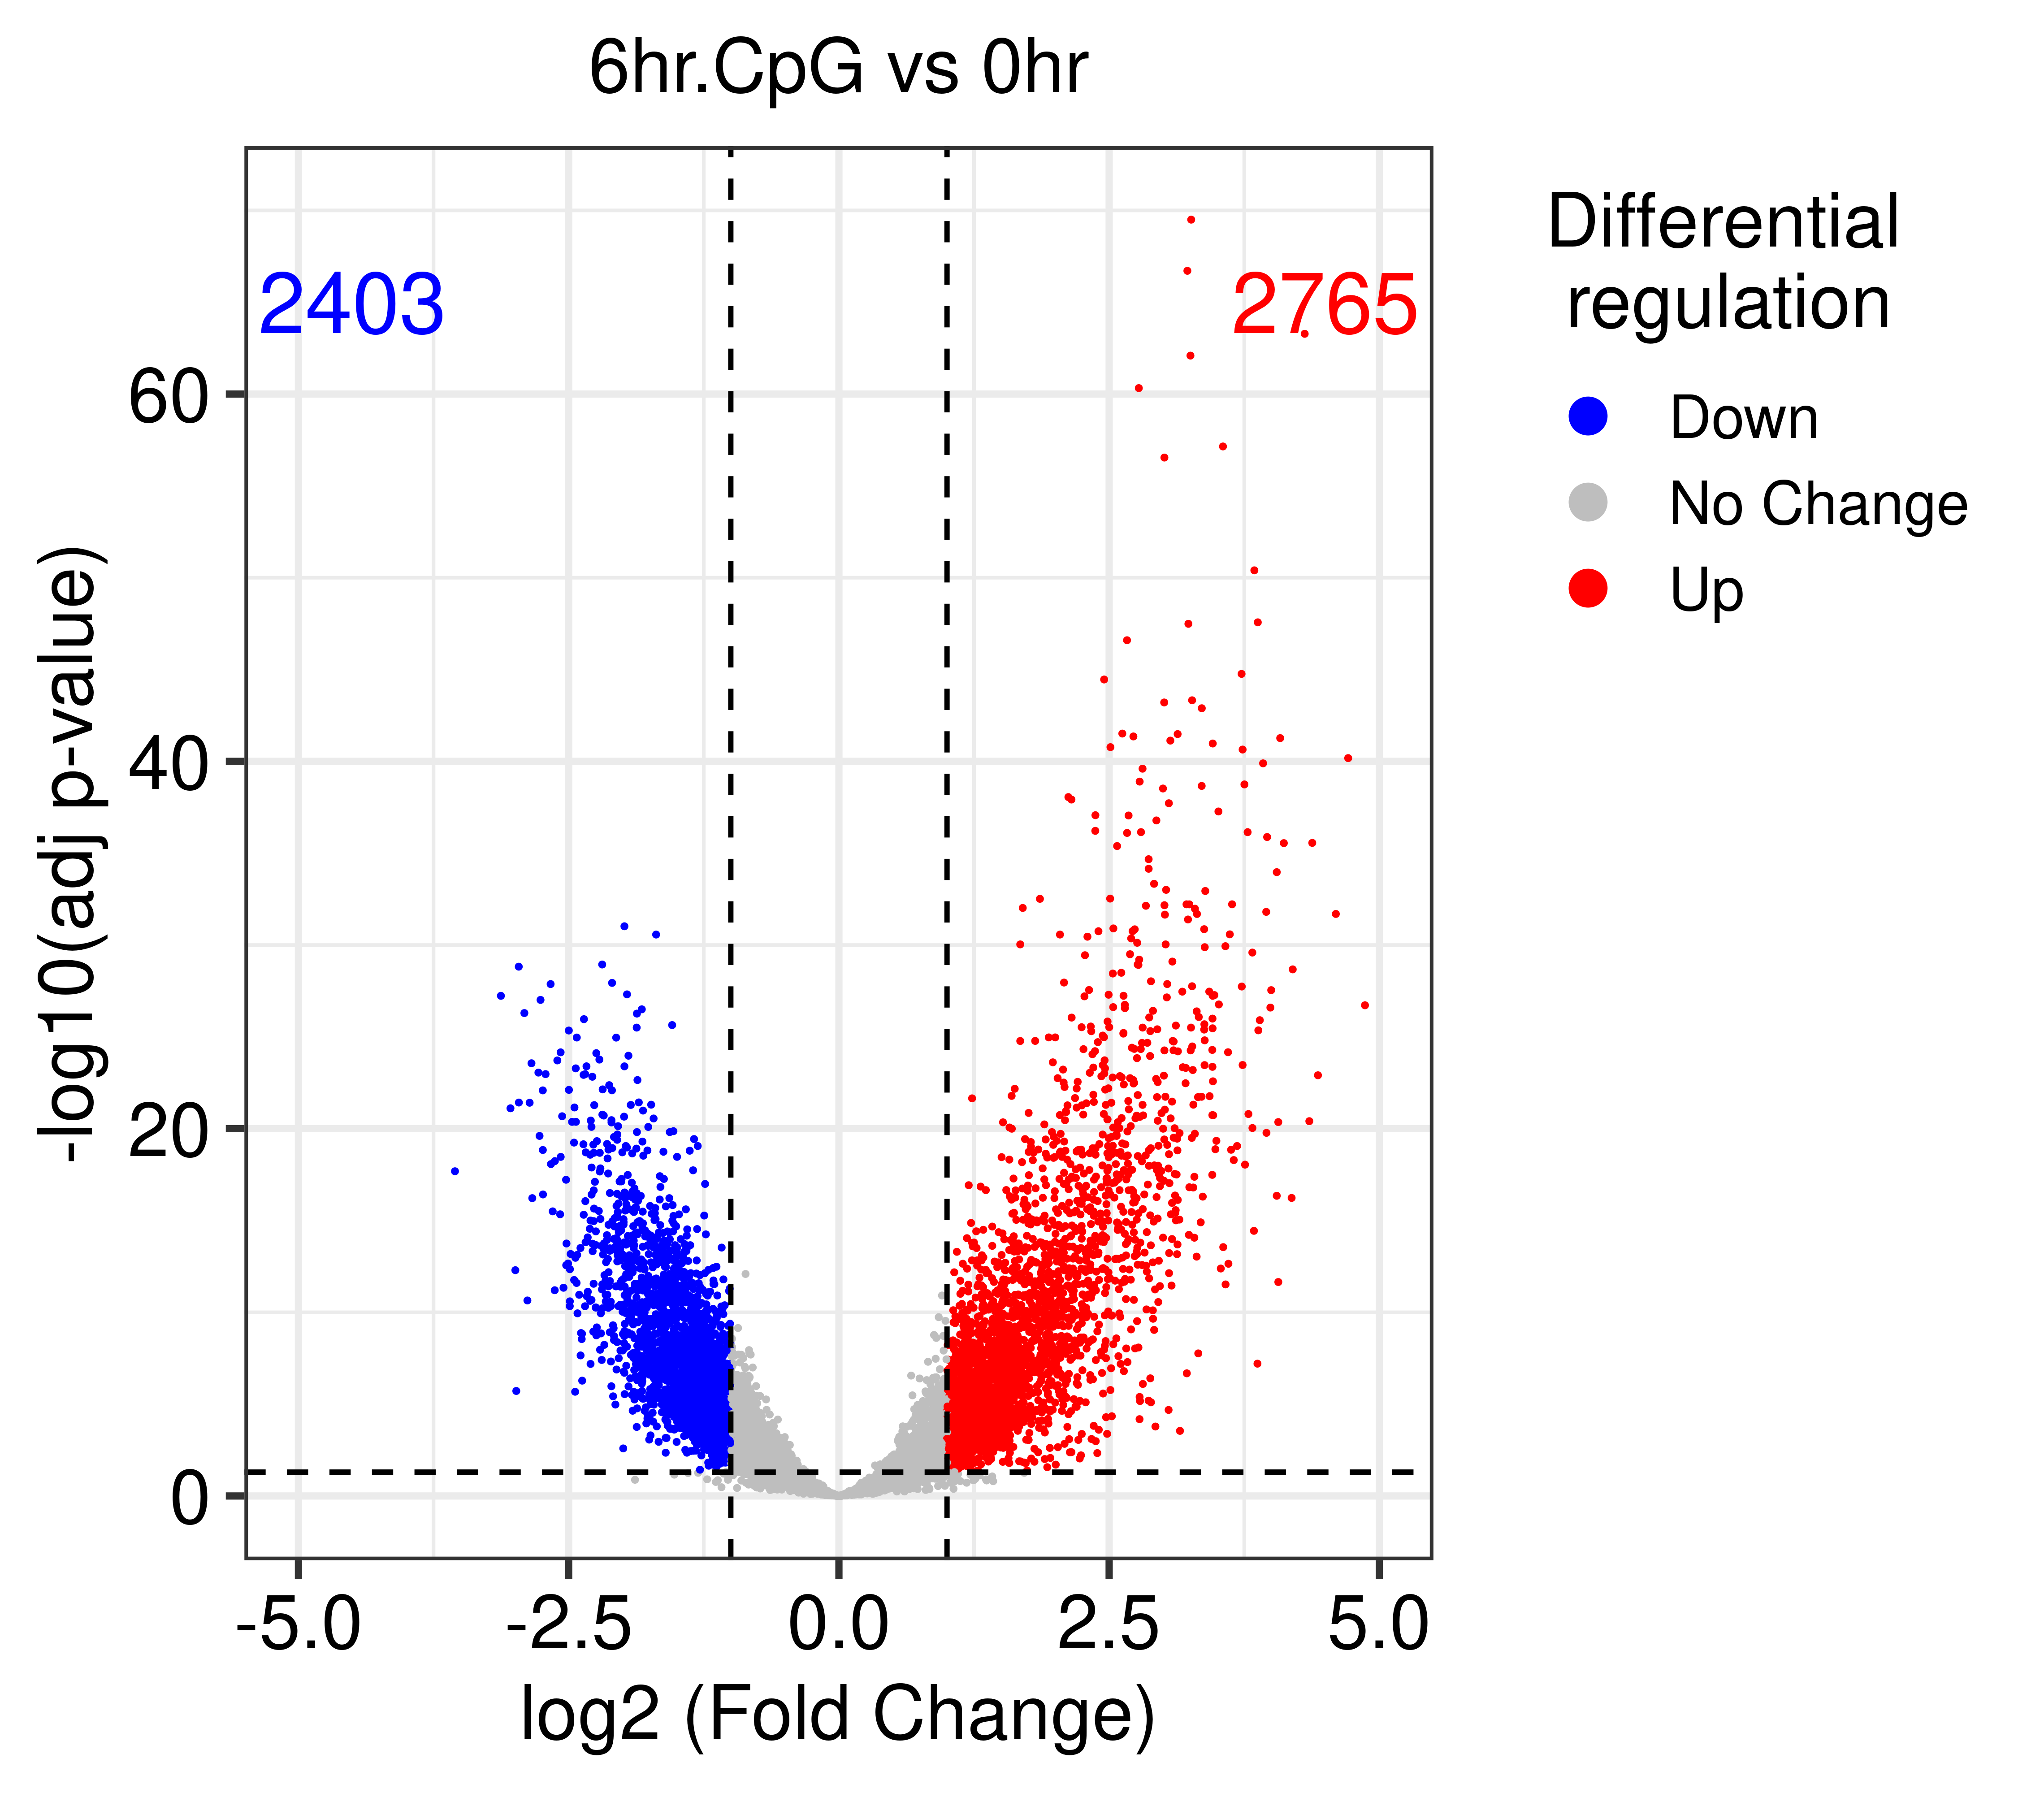 6hr.CpG vs 0hr
2403
2765
60
40
20
0
-log10(adj p-value)
-5.0
-2.5
0.0
2.5
5.0
log2 (Fold Change)
Differential
regulation
Down
No Change
Up